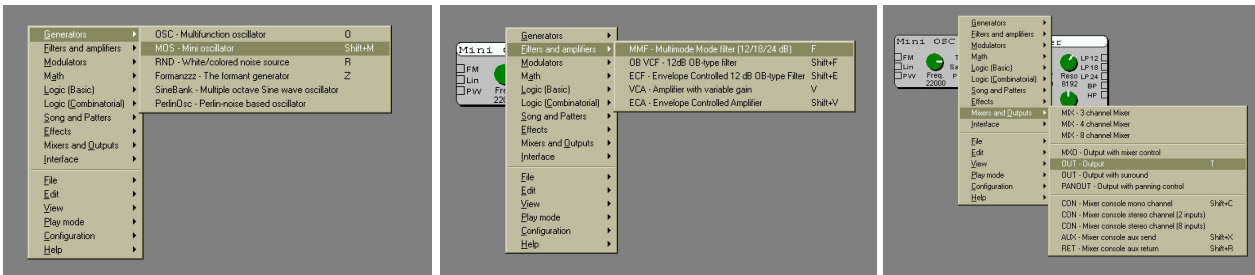 Generators
Filters and amplifiers
Modulators
Math
Logic (Basic)
Logic (Combinatorial)
Song and Patters
Effects
Mixers and Outputs
Interface
File
Edit
View
Play mode
Configuration
Help
OSC - Multifunction oscillator O
MOS - Mini oscillator Shift+M
RND - White/colored noise source R
Formanzzz - The formant generator Z
SineBank - Multiple octave Sine wave oscillator
PerlinOsc - Perlin-noise based oscillator
Mini
FM
Lin
PW
Generators
Filters and amplifiers
Modulators
Math
Logic (Basic)
Logic (Combinatorial)
Song and Patters
Effects
Mixers and Outputs
Interface
File
Edit
View
Play mode
Configuration
Help
MMF - Multimode Mode filter (12/18/24 dB) F
OB VCF - 12dB OB-type filter Shift+F
ECF - Envelope Controlled 12 dB OB-type Filter Shift+E
VCA - Amplifier with variable gain V
ECA - Envelope Controlled Amplifier Shift+V
Mini OSC
FM
Lin
PW
Freq.
22000
Generators
Filters and amplifiers
Modulators
Math
Logic (Basic)
Logic (Combinatorial)
Song and Patters
Effects
Mixers and Outputs
Interface
File
Edit
View
Play mode
Configuration
Help
LP12
LP18
Reso LP24
8192 BP
HP
MIX - 3 channel Mixer
MIX - 4 channel Mixer
MIX - 8 channel Mixer
MXO - Output with mixer control
OUT - Output T
OUT - Output with surround
PANOUT - Output with panning control
CON - Mixer console mono channel Shift+C
CON - Mixer console stereo channel (2 inputs)
CON - Mixer console stereo channel (8 inputs)
AUX - Mixer console aux send Shift+X
RET - Mixer console aux return Shift+R